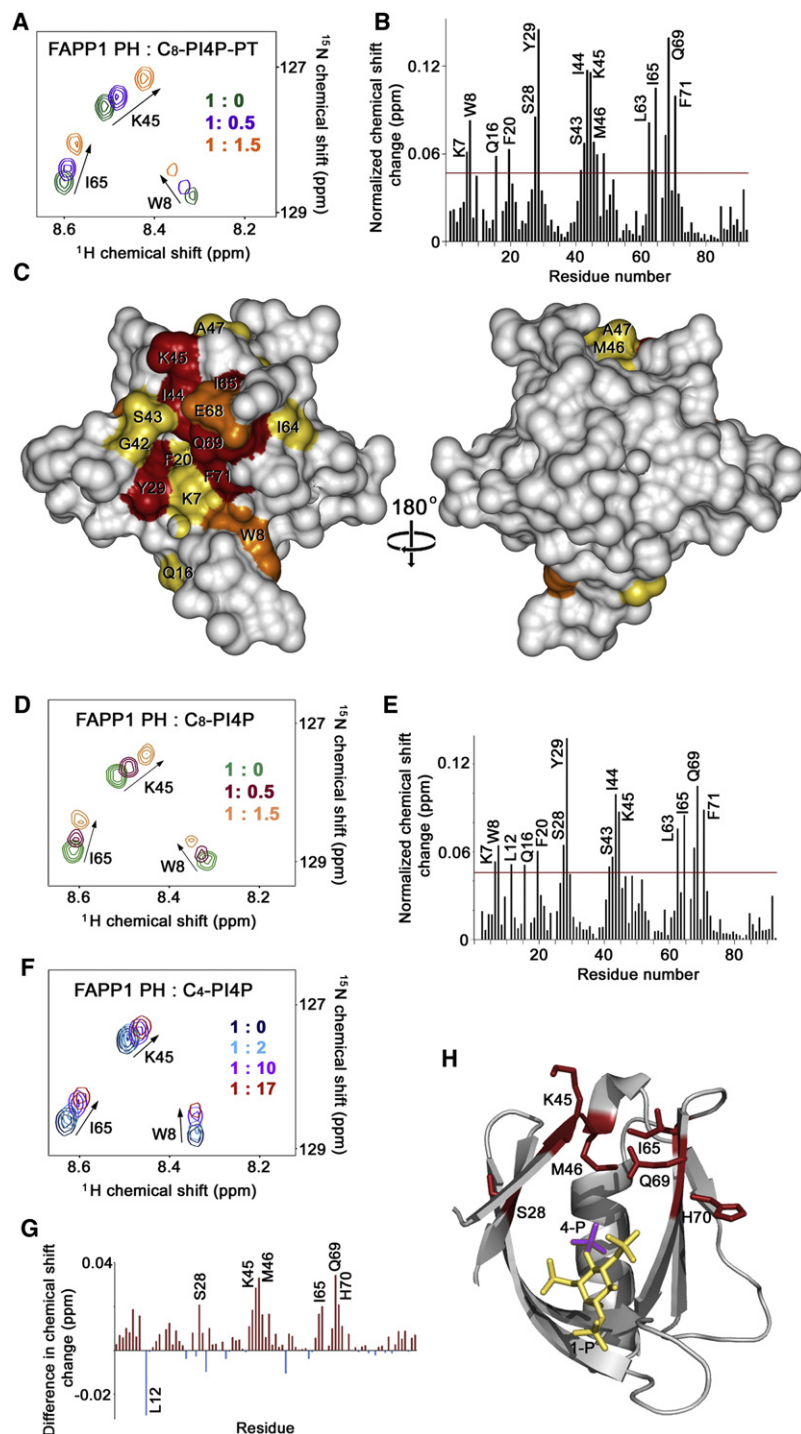 A
FAPP1 PH : C8-PI4P-PT
1 : 0
1 : 0.5
1 : 1.5
K45
I65
W8
127
129
15N chemical shift (ppm)
8.6
8.4
8.2
1H chemical shift (ppm)
B
Normalized chemical shift change (ppm)
0.12
0.06
0
K7
W8
Q16
F20
S28
Y29
S43
I44
K45
M46
L63
I65
Q69
F71
20
40
60
80
Residue number
C
A47
K45
I44
I65
S43
E68
I64
G42
Q69
F20
F71
Y29
K7
W8
Q16
180°
A47
M46
D
FAPP1 PH : C8-PI4P
1 : 0
1 : 0.5
1 : 1.5
K45
I65
W8
127
129
15N chemical shift (ppm)
8.6
8.4
8.2
1H chemical shift (ppm)
E
Normalized chemical shift change (ppm)
0.12
0.06
0
K7
W8
L12
Q16
F20
S28
Y29
S43
I44
K45
L63
I65
Q69
F71
20
40
60
80
Residue number
F
FAPP1 PH : C4-PI4P
1 : 0
1 : 2
1 : 10
1 : 17
K45
I65
W8
127
129
15N chemical shift (ppm)
8.6
8.4
8.2
1H chemical shift (ppm)
G
Difference in chemical shift change (ppm)
0.04
-0.02
L12
S28
K45
M46
I65
Q69
H70
Residue
H
K45
M46
I65
Q69
S28
H70
4-P
1-P